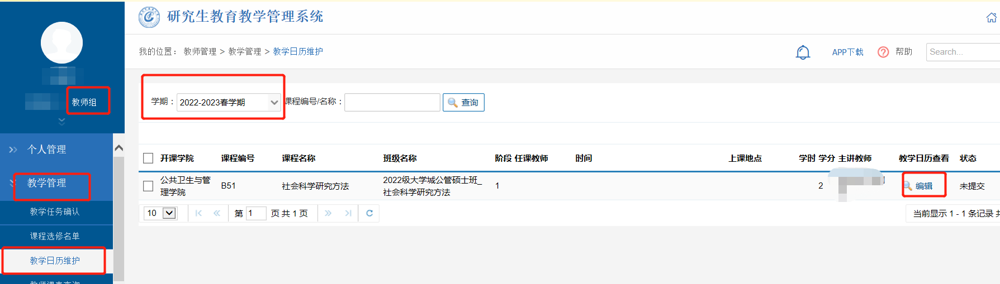 研究生教育教学管理系统
我的位置： 教师管理 > 教学管理 > 教学日历维护
APP下载
帮助
Search...
教师组
个人管理
教学管理
教学任务确认
课程选修名单
教学日历维护
教师课表查询
学期： 2022-2023春学期 课程编号/名称： 查询
开课学院 课程编号 课程名称 班级名称 阶段 任课教师 时间 上课地点 学时 学分 主讲教师 教学日历查看 状态
公共卫生与管理学院 B51 社会科学研究方法 2022级大学城公管硕士班_社会科学研究方法 1 2 编辑 未提交
10 第 1 页 共 1 页 当前显示 1 - 1 条记录 共